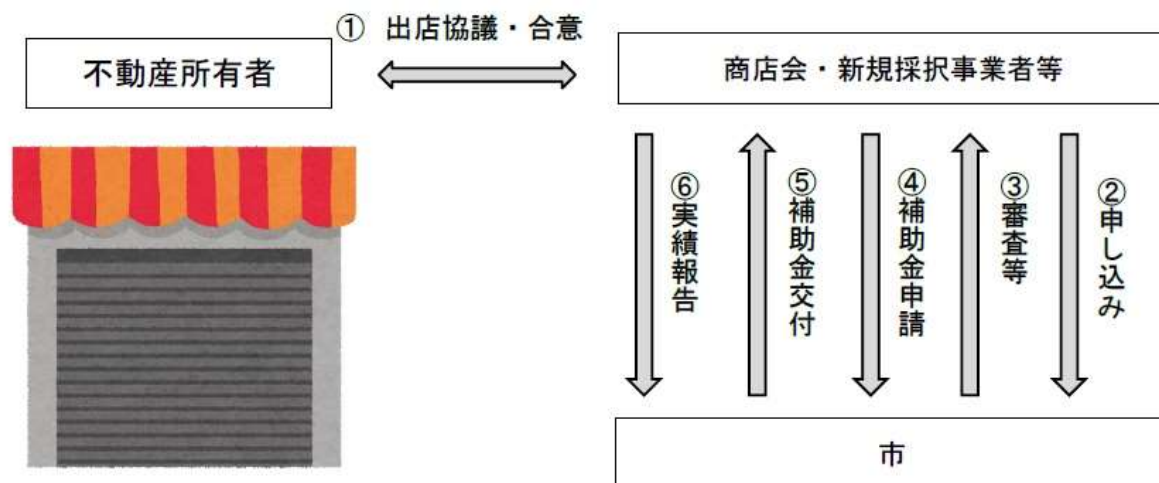 ① 出店協議・合意
不動産所有者
商店会・新規採択事業者等
⑥実績報告
⑤補助金交付
④補助金申請
③審査等
②申し込み
市